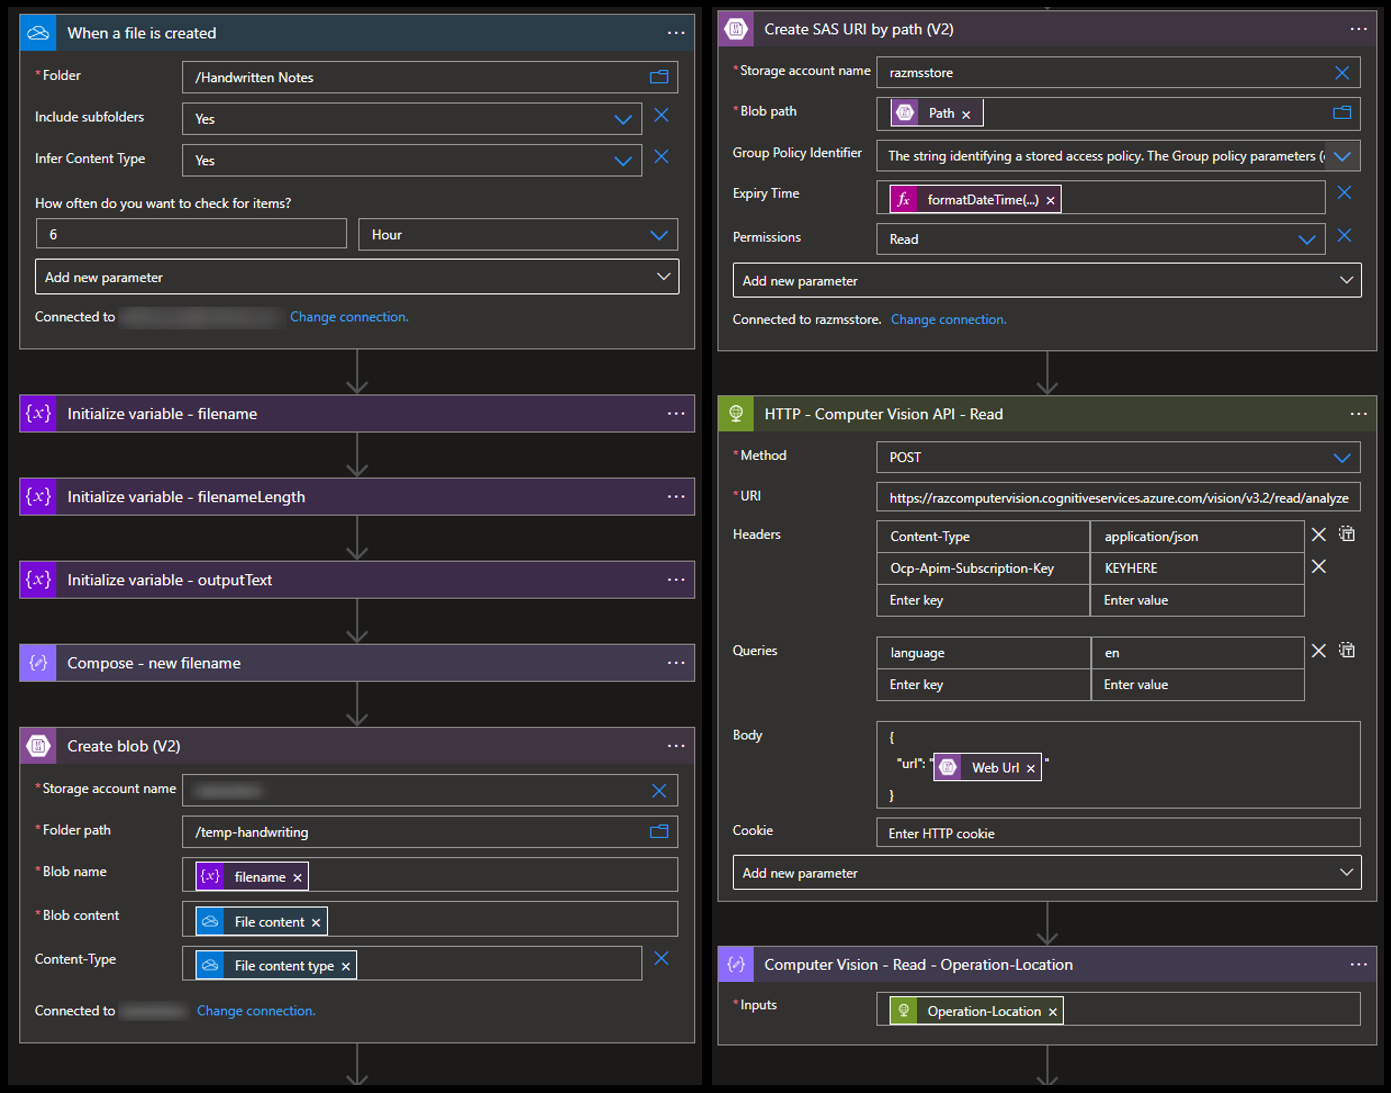 When a file is created
* Folder
/Handwritten Notes
Include subfolders
Yes
Infer Content Type
Yes
How often do you want to check for items?
6
Hour
Add new parameter
Connected to
Change connection.
{x} Initialize variable - filename
{x} Initialize variable - filenameLength
{x} Initialize variable - outputText
Compose - new filename
Create blob (V2)
* Storage account name
* Folder path
/temp-handwriting
* Blob name
{x} filename ×
* Blob content
File content ×
Content-Type
File content type ×
Connected to
Change connection.
Create SAS URI by path (V2)
* Storage account name
razmsstore
* Blob path
Path ×
Group Policy Identifier
The string identifying a stored access policy. The Group policy parameters (
Expiry Time
fx formatDateTime(...) ×
Permissions
Read
Add new parameter
Connected to razmsstore. Change connection.
HTTP - Computer Vision API - Read
* Method
POST
* URI
https://razcomputervision.cognitiveservices.azure.com/vision/v3.2/read/analyze
Headers
Content-Type application/json
Ocp-Apim-Subscription-Key KEYHERE
Enter key Enter value
Queries
language en
Enter key Enter value
Body
{
"url": " Web Url × "
}
Cookie
Enter HTTP cookie
Add new parameter
Computer Vision - Read - Operation-Location
* Inputs
Operation-Location ×